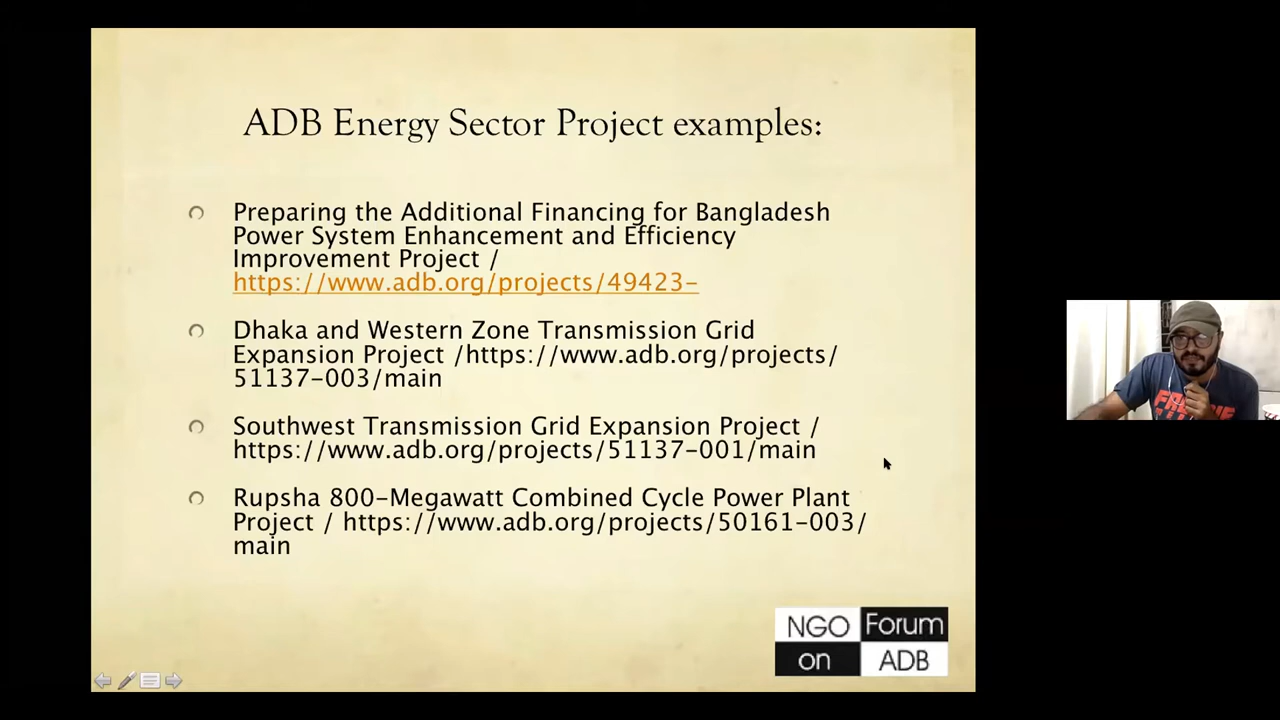 ADB Energy Sector Project examples:
Preparing the Additional Financing for Bangladesh
Power System Enhancement and Efficiency
Improvement Project /
https://www.adb.org/projects/49423-
Dhaka and Western Zone Transmission Grid
Expansion Project /https://www.adb.org/projects/
51137-003/main
Southwest Transmission Grid Expansion Project /
https://www.adb.org/projects/51137-001/main
Rupsha 800-Megawatt Combined Cycle Power Plant
Project / https://www.adb.org/projects/50161-003/
main
NGO Forum
on ADB